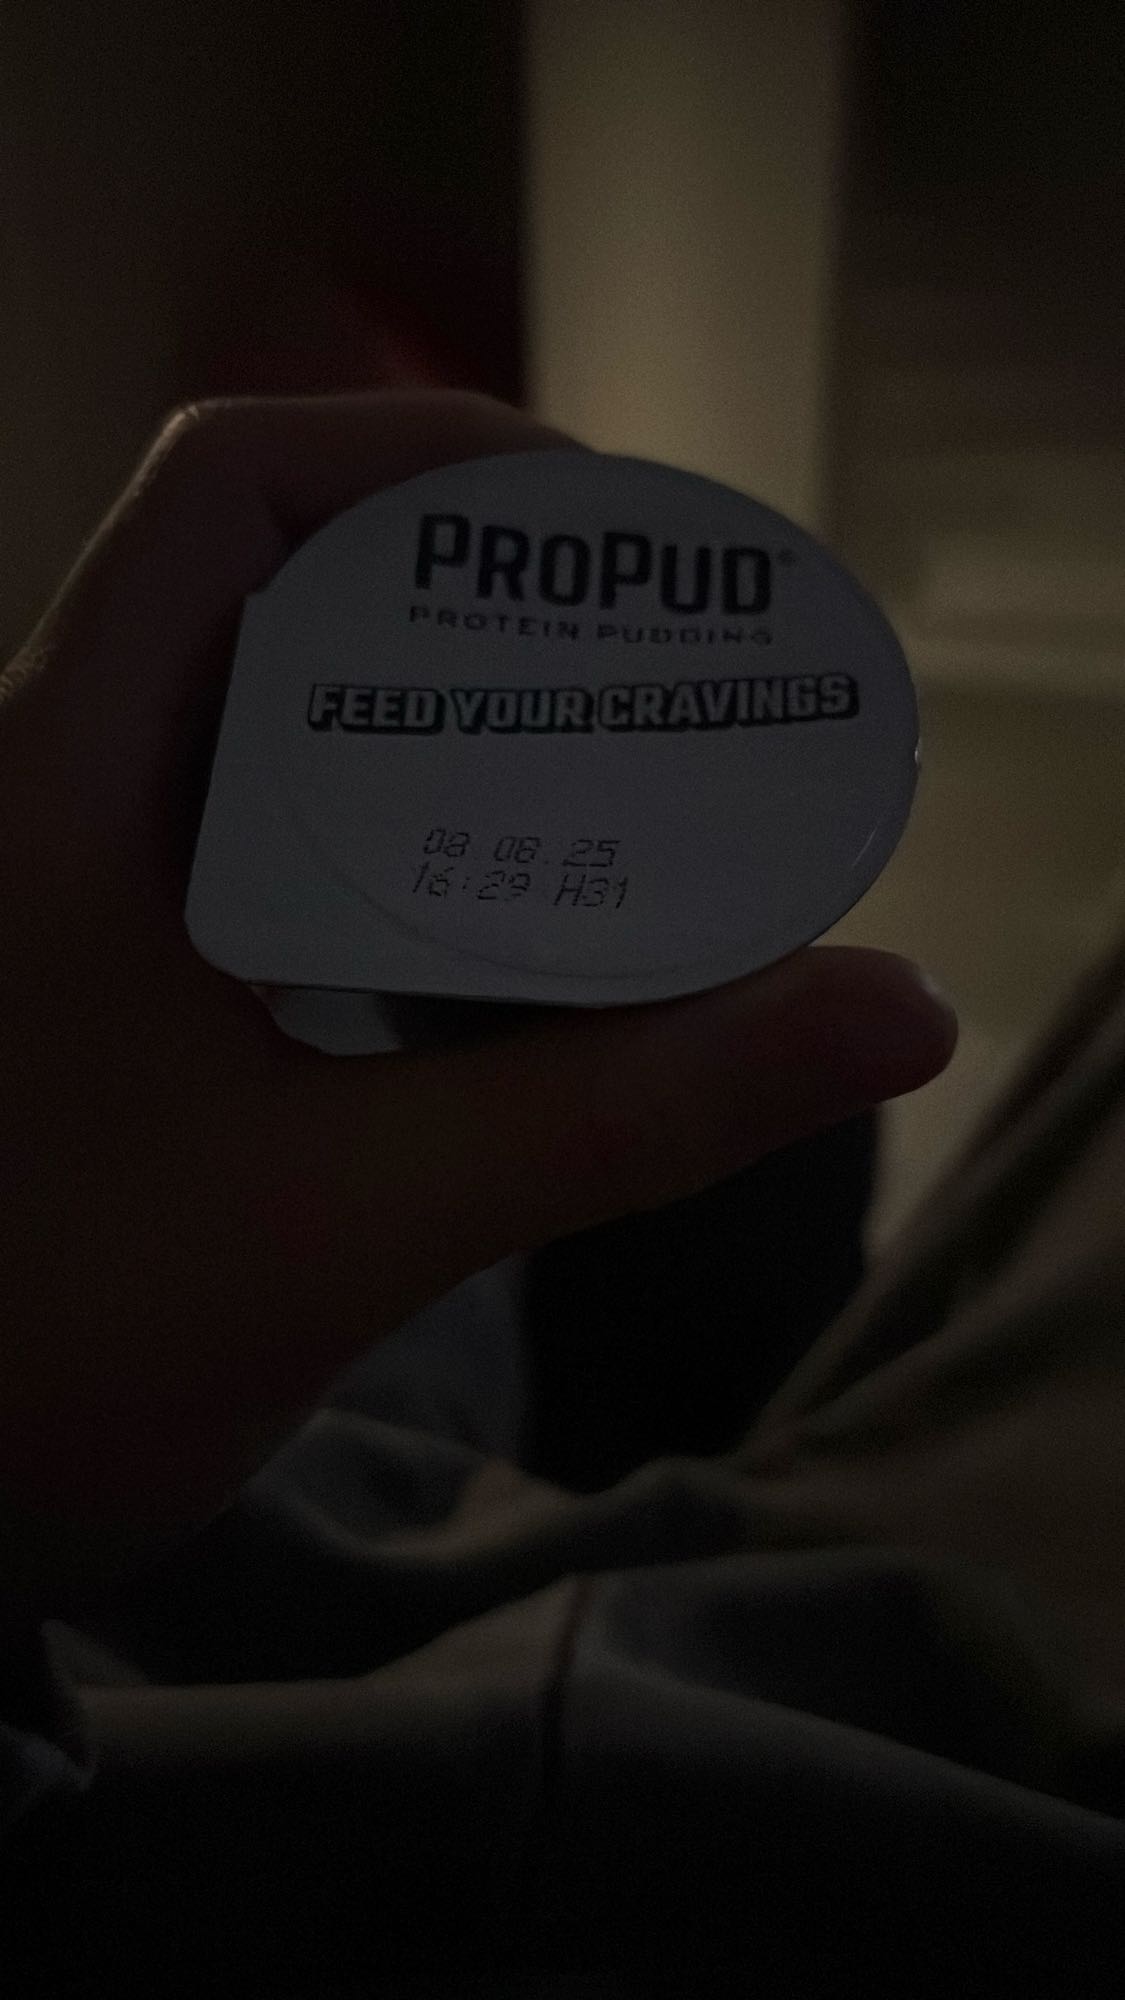 PROPUD®
PROTEIN PUDDING
FEED YOUR CRAVINGS
08 08 25
16:29 H31